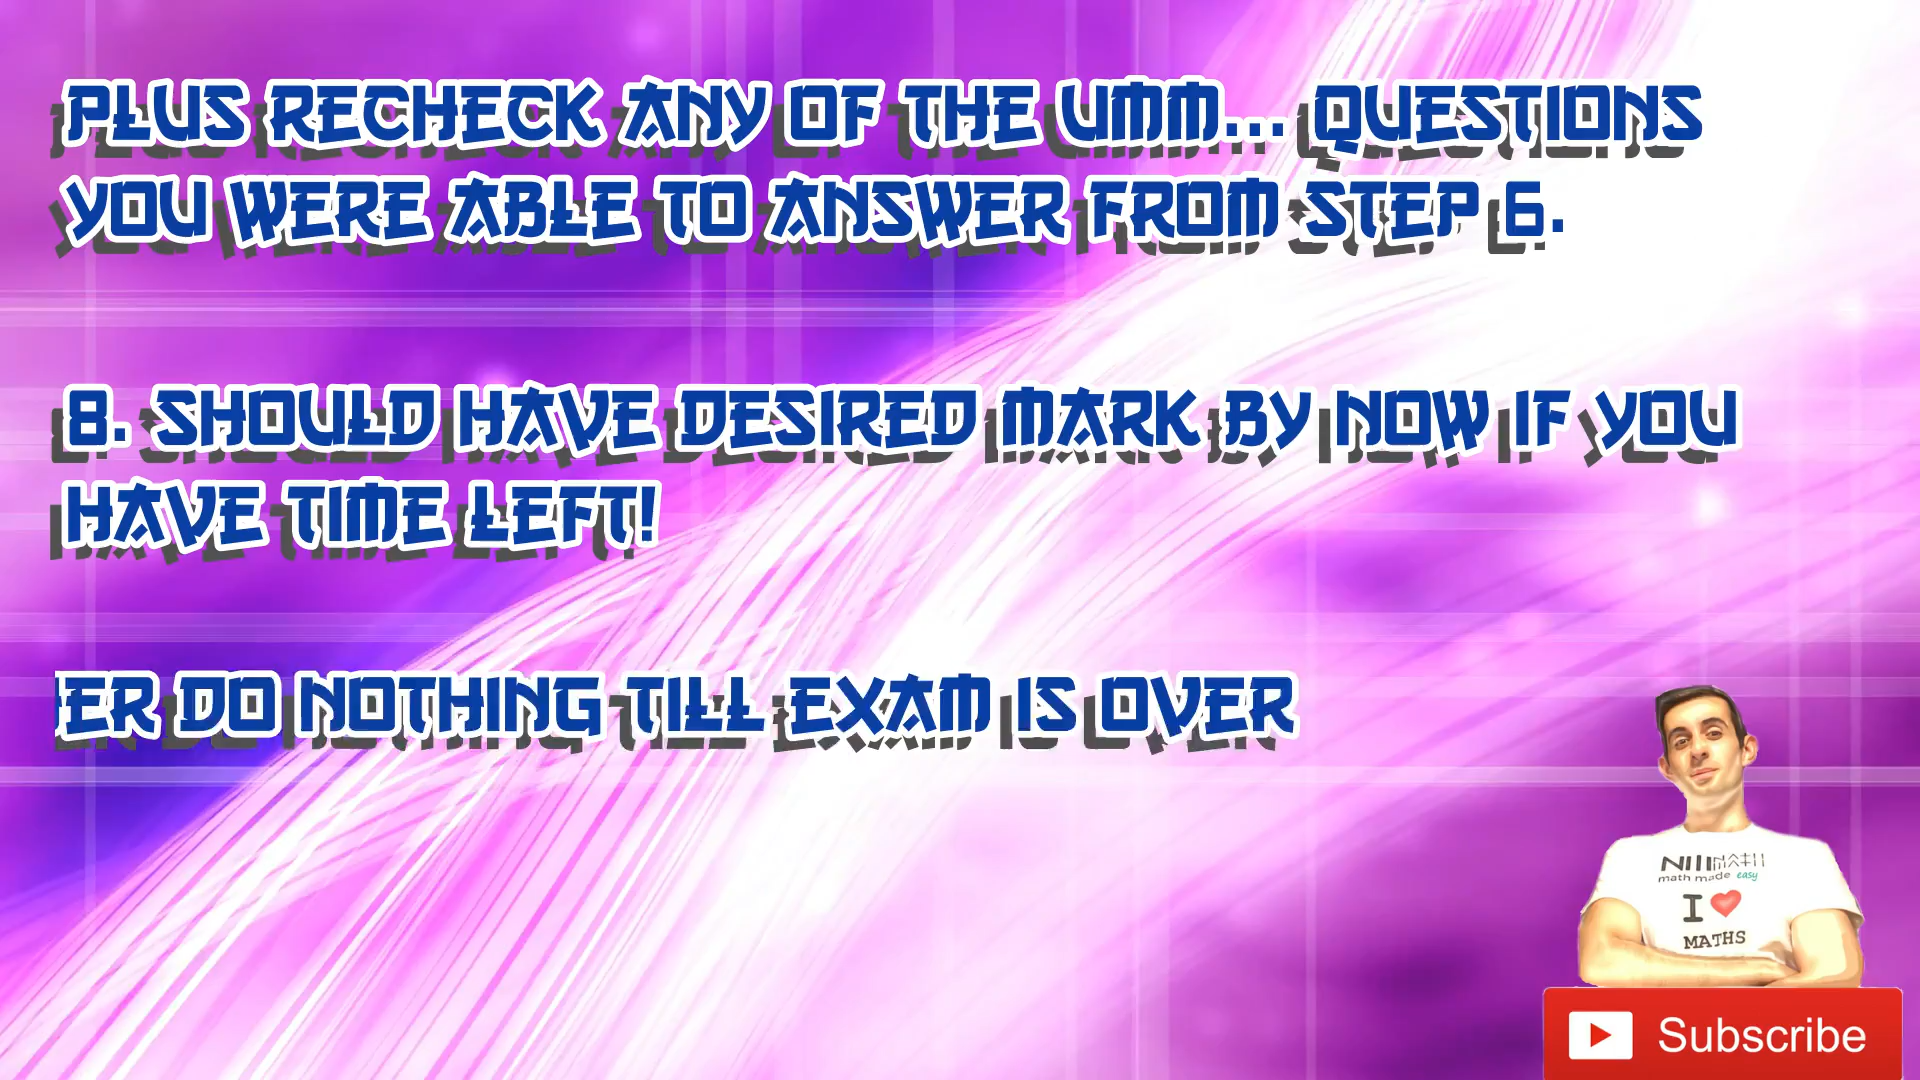 PLUS RECHECK ANY OF THE UMM... QUESTIONS
YOU WERE ABLE TO ANSWER FROM STEP 6.
8. SHOULD HAVE DESIRED MARK BY NOW IF YOU
HAVE TIME LEFT!
ER DO NOTHING TILL EXAM IS OVER
math made easy
I ❤
MATHS
Subscribe